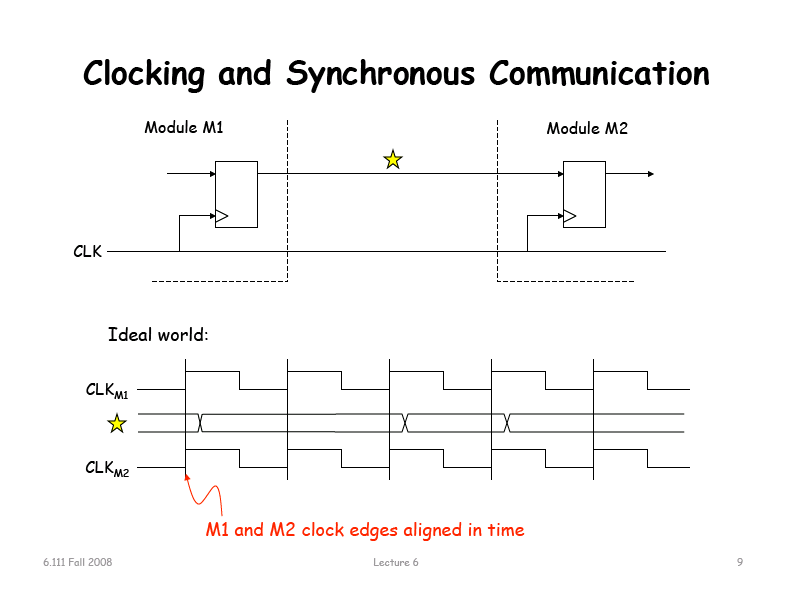 Clocking and Synchronous Communication
Module M1
Module M2
CLK
Ideal world:
CLKM1
CLKM2
M1 and M2 clock edges aligned in time
6.111 Fall 2008
Lecture 6
9